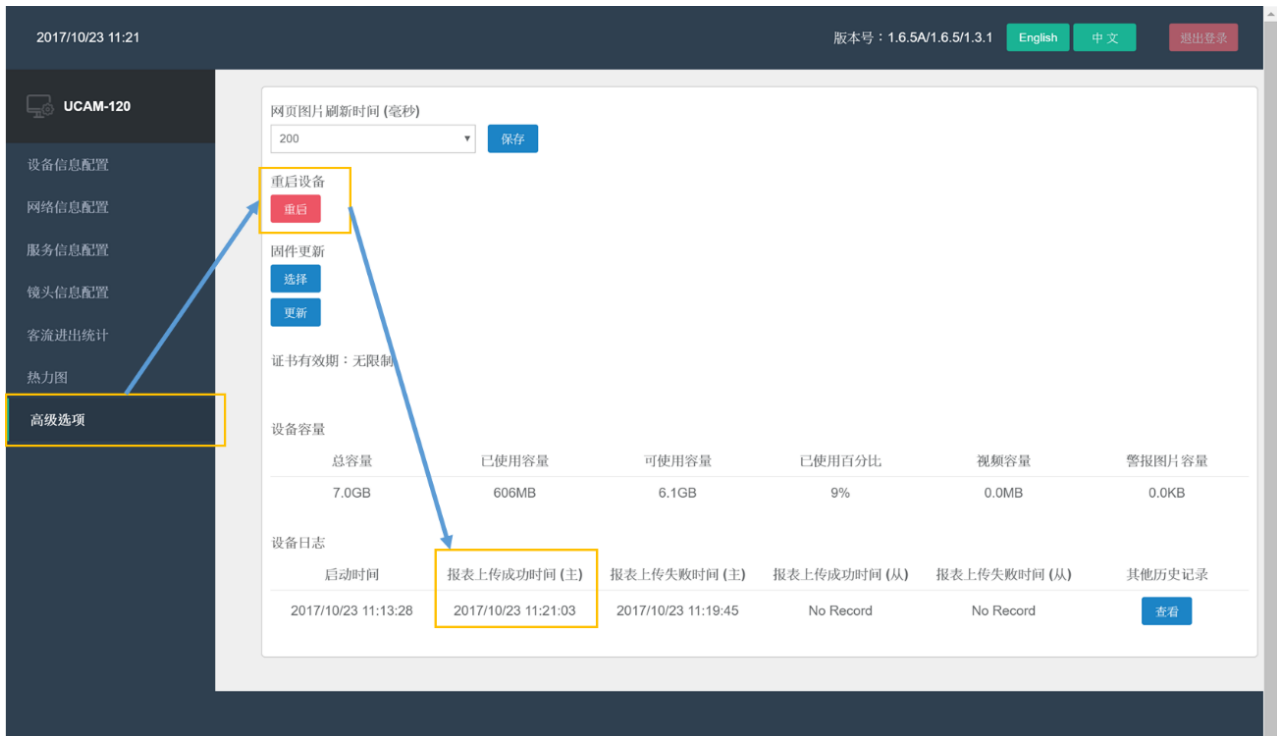 2017/10/23 11:21 版本号：1.6.5A/1.6.5/1.3.1 English 中文 退出登录
UCAM-120
设备信息配置
网络信息配置
服务信息配置
镜头信息配置
客流进出统计
热力图
高级选项
网页图片刷新时间 (毫秒)
200 保存
重启设备
重启
固件更新
选择
更新
证书有效期：无限制
设备容量
总容量 已使用容量 可使用容量 已使用百分比 视频容量 警报图片容量
7.0GB 606MB 6.1GB 9% 0.0MB 0.0KB
设备日志
启动时间 报表上传成功时间 (主) 报表上传失败时间 (主) 报表上传成功时间 (从) 报表上传失败时间 (从) 其他历史记录
2017/10/23 11:13:28 2017/10/23 11:21:03 2017/10/23 11:19:45 No Record No Record 查看